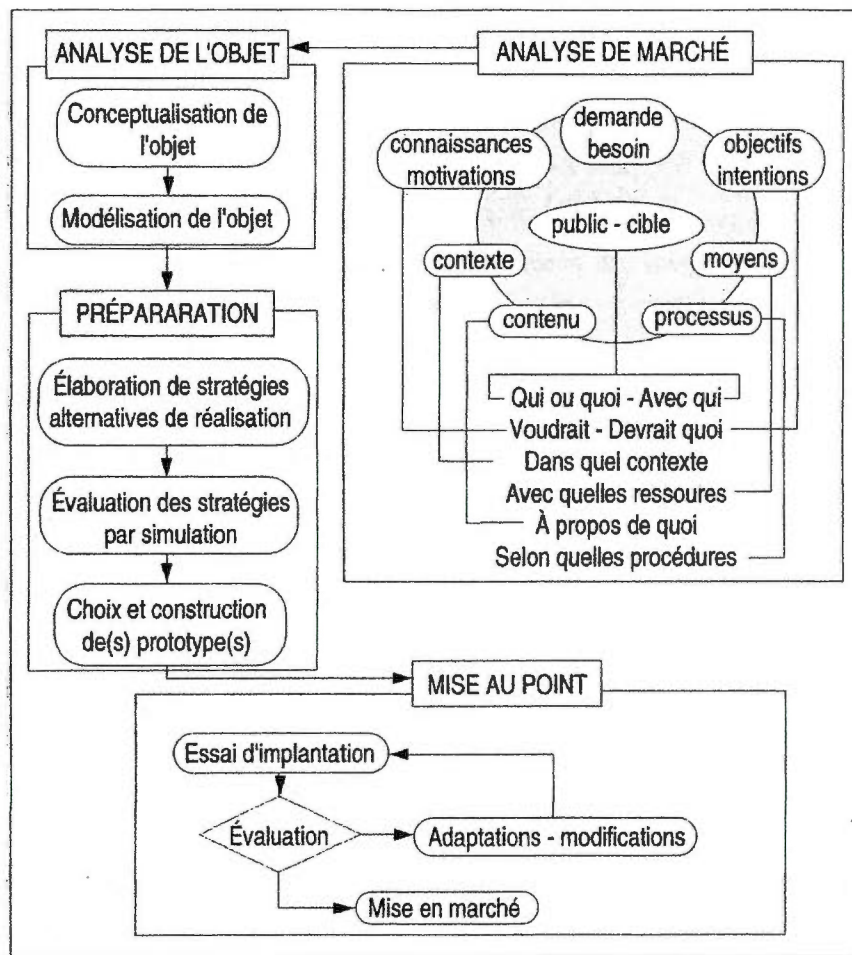 ANALYSE DE L'OBJET
Conceptualisation de
l'objet
Modélisation de l'objet
ANALYSE DE MARCHÉ
demande
besoin
connaissances
motivations
objectifs
intentions
public - cible
contexte
moyens
contenu
processus
Qui ou quoi - Avec qui
Voudrait - Devrait quoi
Dans quel contexte
Avec quelles ressoures
À propos de quoi
Selon quelles procédures
PRÉPARARATION
Élaboration de stratégies
alternatives de réalisation
Évaluation des stratégies
par simulation
Choix et construction
de(s) prototype(s)
MISE AU POINT
Essai d'implantation
Évaluation
Adaptations - modifications
Mise en marché